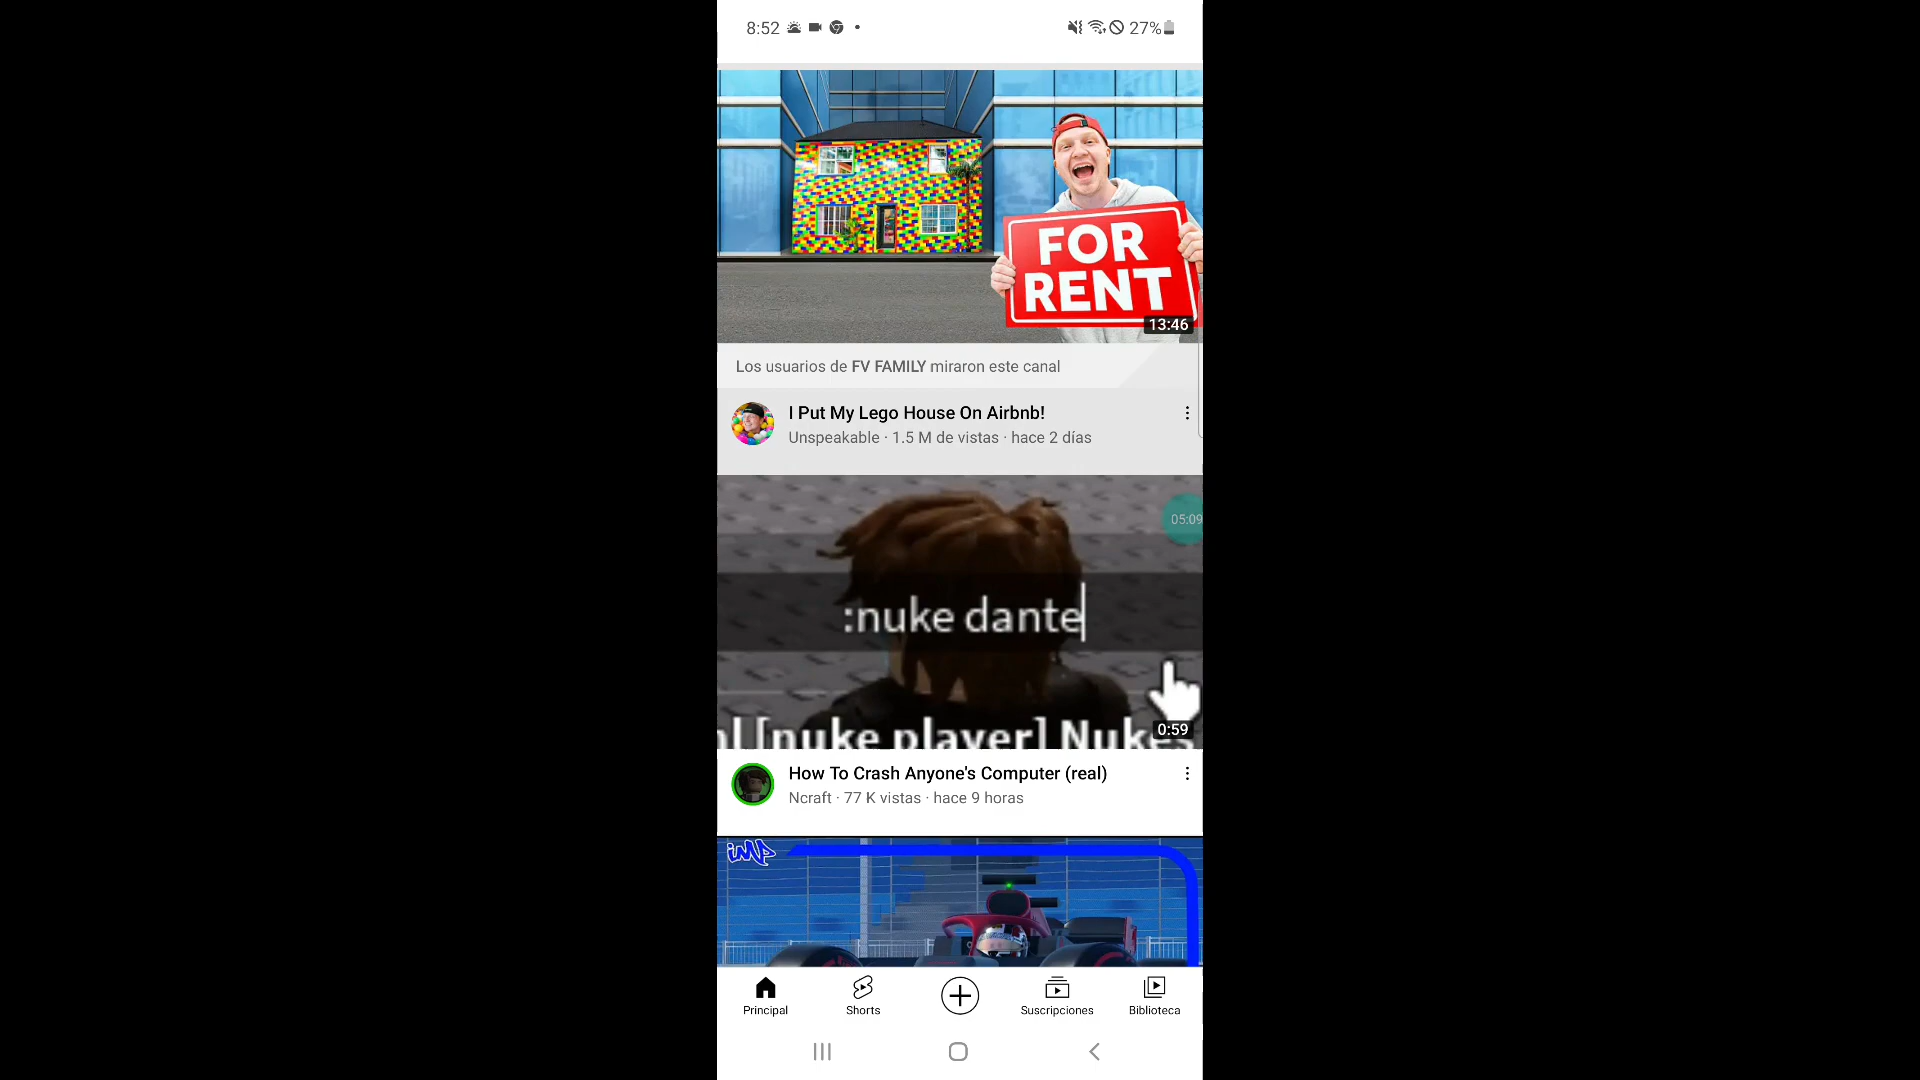 8:52
27%
FOR
RENT
13:46
Los usuarios de FV FAMILY miraron este canal
I Put My Lego House On Airbnb!
Unspeakable · 1.5 M de vistas · hace 2 días
05:09
:nuke dante
[nuke player] Nukes
0:59
How To Crash Anyone's Computer (real)
Ncraft · 77 K vistas · hace 9 horas
imp
Principal
Shorts
Suscripciones
Biblioteca